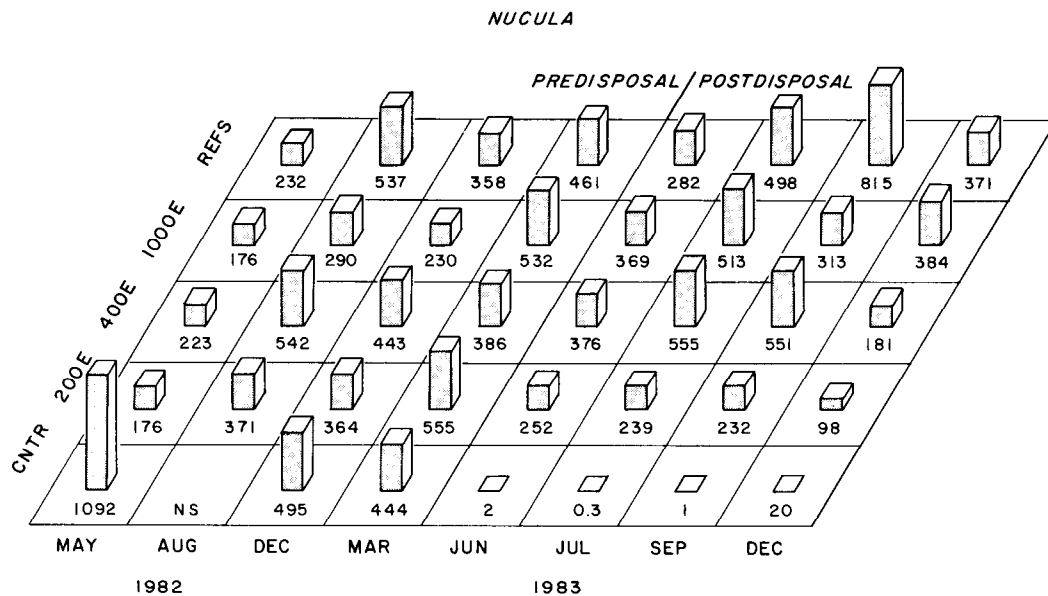 NUCULA
PREDISPOSAL / POSTDISPOSAL
REFS
232 537 358 461 282 498 815 371
1000E
176 290 230 532 369 513 313 384
400E
223 542 443 386 376 555 551 181
200E
176 371 364 555 252 239 232 98
CNTR
1092 NS 495 444 2 0.3 1 20
MAY AUG DEC MAR JUN JUL SEP DEC
1982 1983